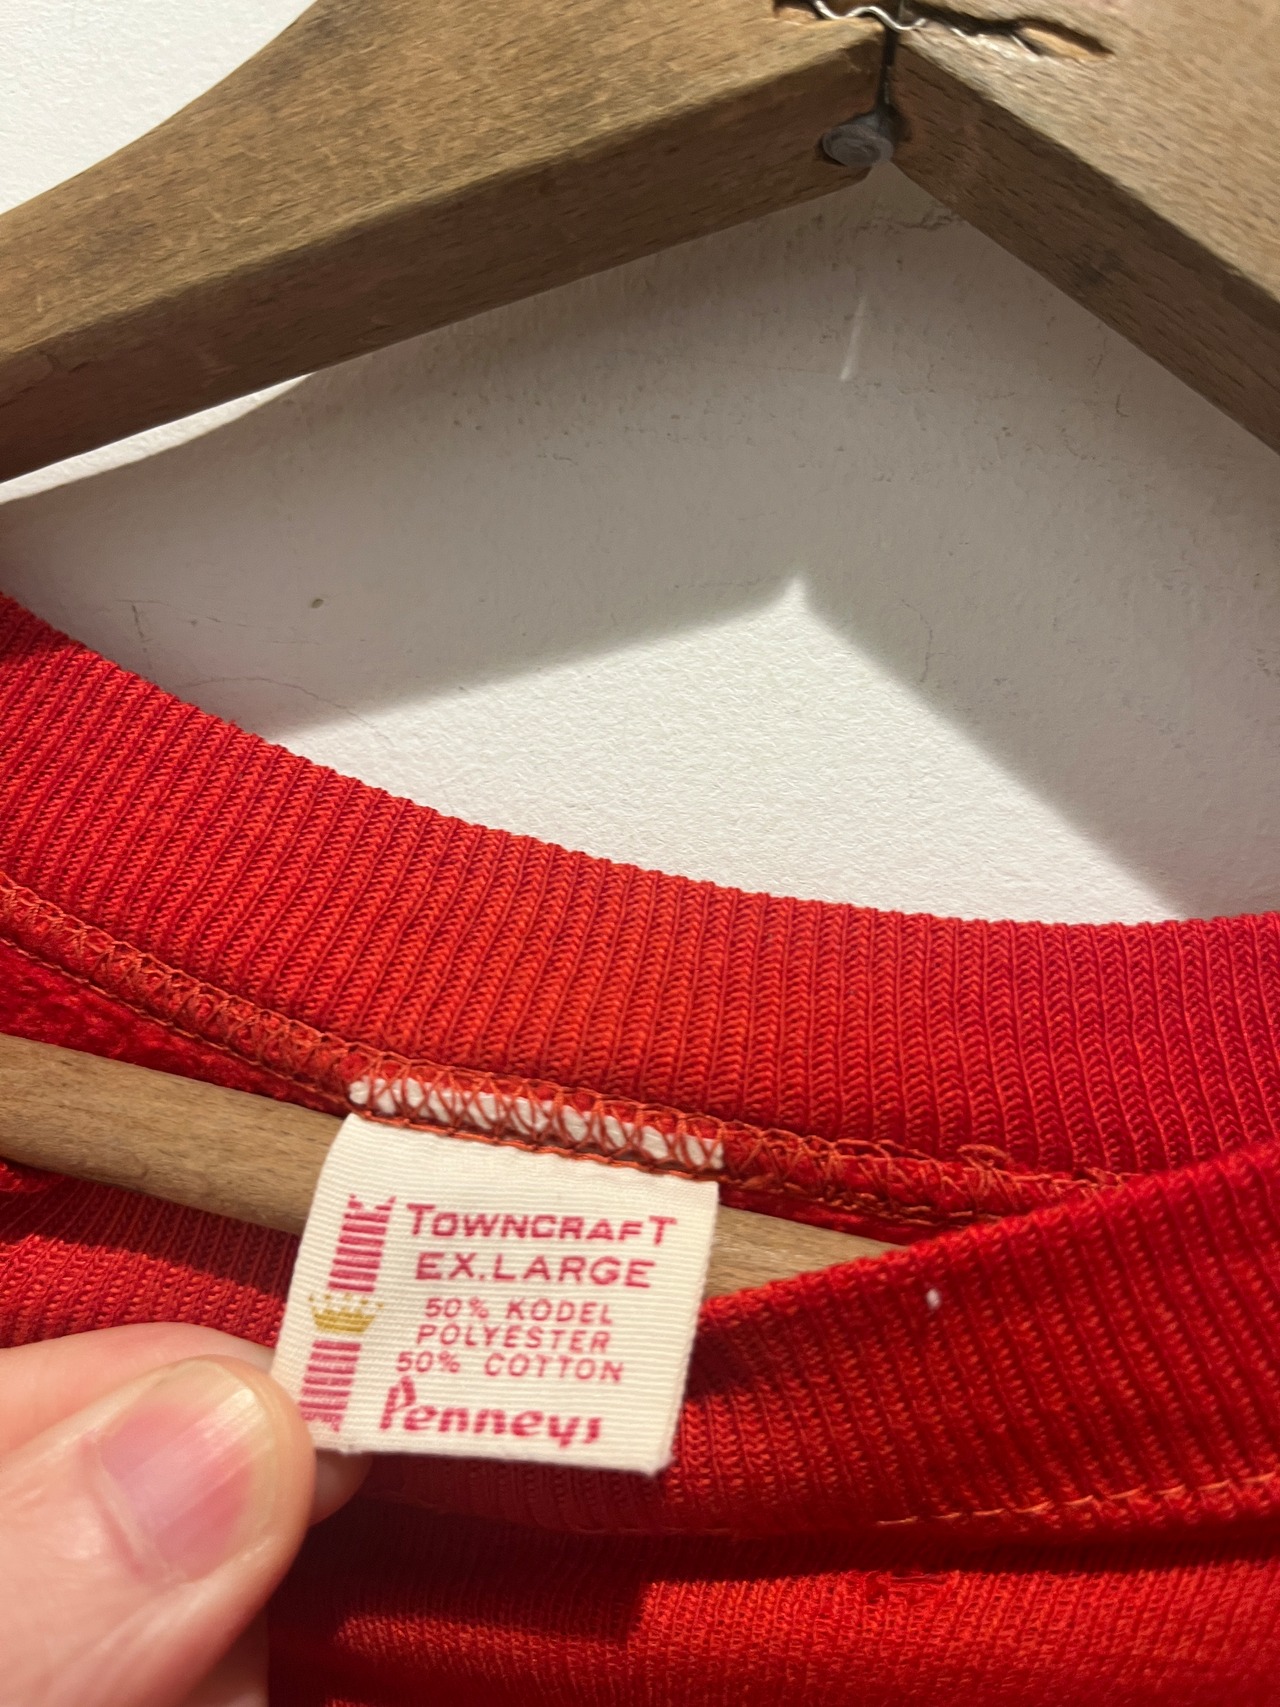 TOWNCRAFT
EX.LARGE
50% KODEL
POLYESTER
50% COTTON
Penneys